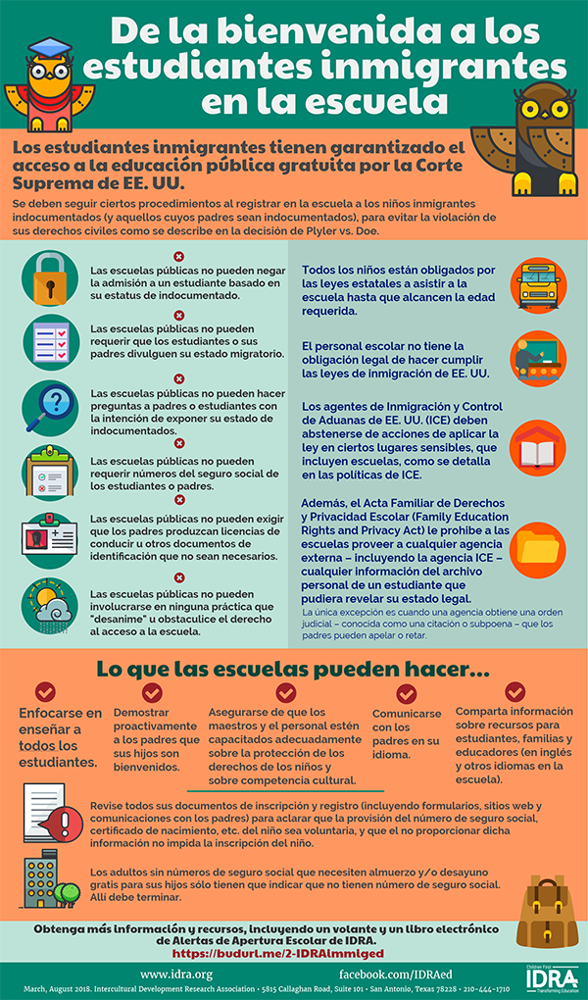 De la bienvenida a los
estudiantes inmigrantes
en la escuela
Los estudiantes inmigrantes tienen garantizado el
acceso a la educación pública gratuita por la Corte
Suprema de EE. UU.
Se deben seguir ciertos procedimientos al registrar en la escuela a los niños inmigrantes
indocumentados (y aquellos cuyos padres sean indocumentados), para evitar la violación de
sus derechos civiles como se describe en la decisión de Plyler vs. Doe.
Las escuelas públicas no pueden negar
la admisión a un estudiante basado en
su estatus de indocumentado.
Las escuelas públicas no pueden
requerir que los estudiantes o sus
padres divulguen su estado migratorio.
Las escuelas públicas no pueden hacer
preguntas a padres o estudiantes con
la intención de exponer su estado de
indocumentados.
Las escuelas públicas no pueden
requerir números del seguro social de
los estudiantes o padres.
Las escuelas públicas no pueden exigir
que los padres produzcan licencias de
conducir u otros documentos de
identificación que no sean necesarios.
Las escuelas públicas no pueden
involucrarse en ninguna práctica que
"desanime" u obstaculice el derecho
al acceso a la escuela.
Todos los niños están obligados por
las leyes estatales a asistir a la
escuela hasta que alcancen la edad
requerida.
El personal escolar no tiene la
obligación legal de hacer cumplir
las leyes de inmigración de EE. UU.
Los agentes de Inmigración y Control
de Aduanas de EE. UU. (ICE) deben
abstenerse de acciones de aplicar la
ley en ciertos lugares sensibles, que
incluyen escuelas, como se detalla
en las políticas de ICE.
Además, el Acta Familiar de Derechos
y Privacidad Escolar (Family Education
Rights and Privacy Act) le prohibe a las
escuelas proveer a cualquier agencia
externa – incluyendo la agencia ICE –
cualquier información del archivo
personal de un estudiante que
pudiera revelar su estado legal.
La única excepción es cuando una agencia obtiene una orden
judicial – conocida como una citación o subpoena – que los
padres pueden apelar o retar.
Lo que las escuelas pueden hacer...
Enfocarse en
enseñar a
todos los
estudiantes.
Demostrar
proactivamente
a los padres que
sus hijos son
bienvenidos.
Asegurarse de que los
maestros y el personal estén
capacitados adecuadamente
sobre la protección de los
derechos de los niños y
sobre competencia cultural.
Comunicarse
con los
padres en su
idioma.
Comparta información
sobre recursos para
estudiantes, familias y
educadores (en inglés
y otros idiomas en la
escuela).
Revise todos sus documentos de inscripción y registro (incluyendo formularios, sitios web y
comunicaciones con los padres) para aclarar que la provisión del número de seguro social,
certificado de nacimiento, etc. del niño sea voluntaria, y que el no proporcionar dicha
información no impida la inscripción del niño.
Los adultos sin números de seguro social que necesiten almuerzo y/o desayuno
gratis para sus hijos sólo tienen que indicar que no tienen número de seguro social.
Allí debe terminar.
Obtenga más información y recursos, incluyendo un volante y un libro electrónico
de Alertas de Apertura Escolar de IDRA.
https://budurl.me/2-IDRAImmIged
www.idra.org
facebook.com/IDRAed
March, August 2018. Intercultural Development Research Association • 5815 Callaghan Road, Suite 101 • San Antonio, Texas 78228 • 210-444-1710
Children First
IDRA
Transforming Education